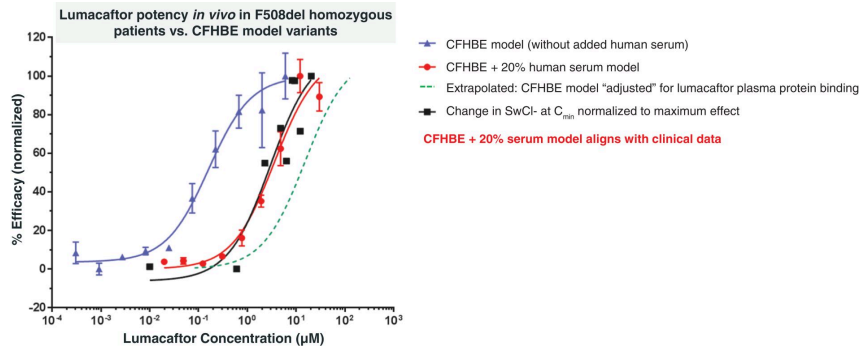 Lumacaftor potency in vivo in F508del homozygous
patients vs. CFHBE model variants
% Efficacy (normalized)
120
100
80
60
40
20
0
-20
10-4
10-3
10-2
10-1
100
101
102
103
Lumacaftor Concentration (µM)
CFHBE model (without added human serum)
CFHBE + 20% human serum model
Extrapolated: CFHBE model “adjusted” for lumacaftor plasma protein binding
Change in SwCl- at Cmin normalized to maximum effect
CFHBE + 20% serum model aligns with clinical data